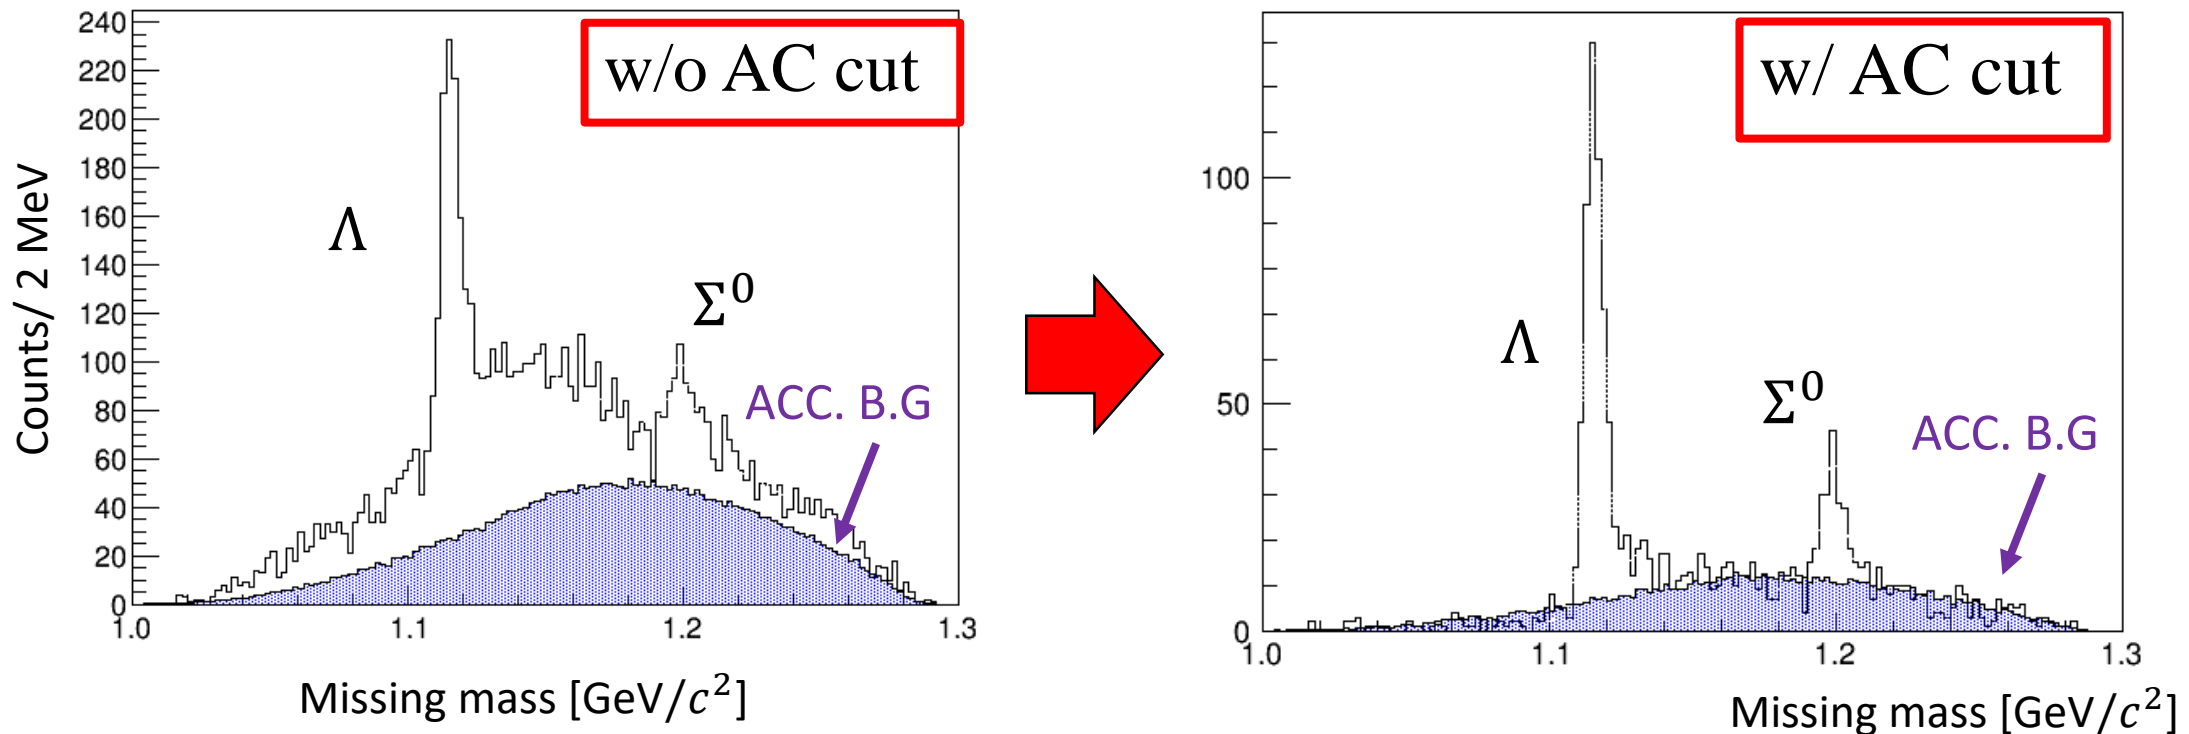 w/o AC cut
240
220
200
180
160
140
120
100
80
60
40
20
0
Counts/ 2 MeV
Λ
Σ⁰
ACC. B.G
1.0 1.1 1.2 1.3
Missing mass [GeV/c²]
w/ AC cut
100
50
0
Λ
Σ⁰
ACC. B.G
1.0 1.1 1.2 1.3
Missing mass [GeV/c²]